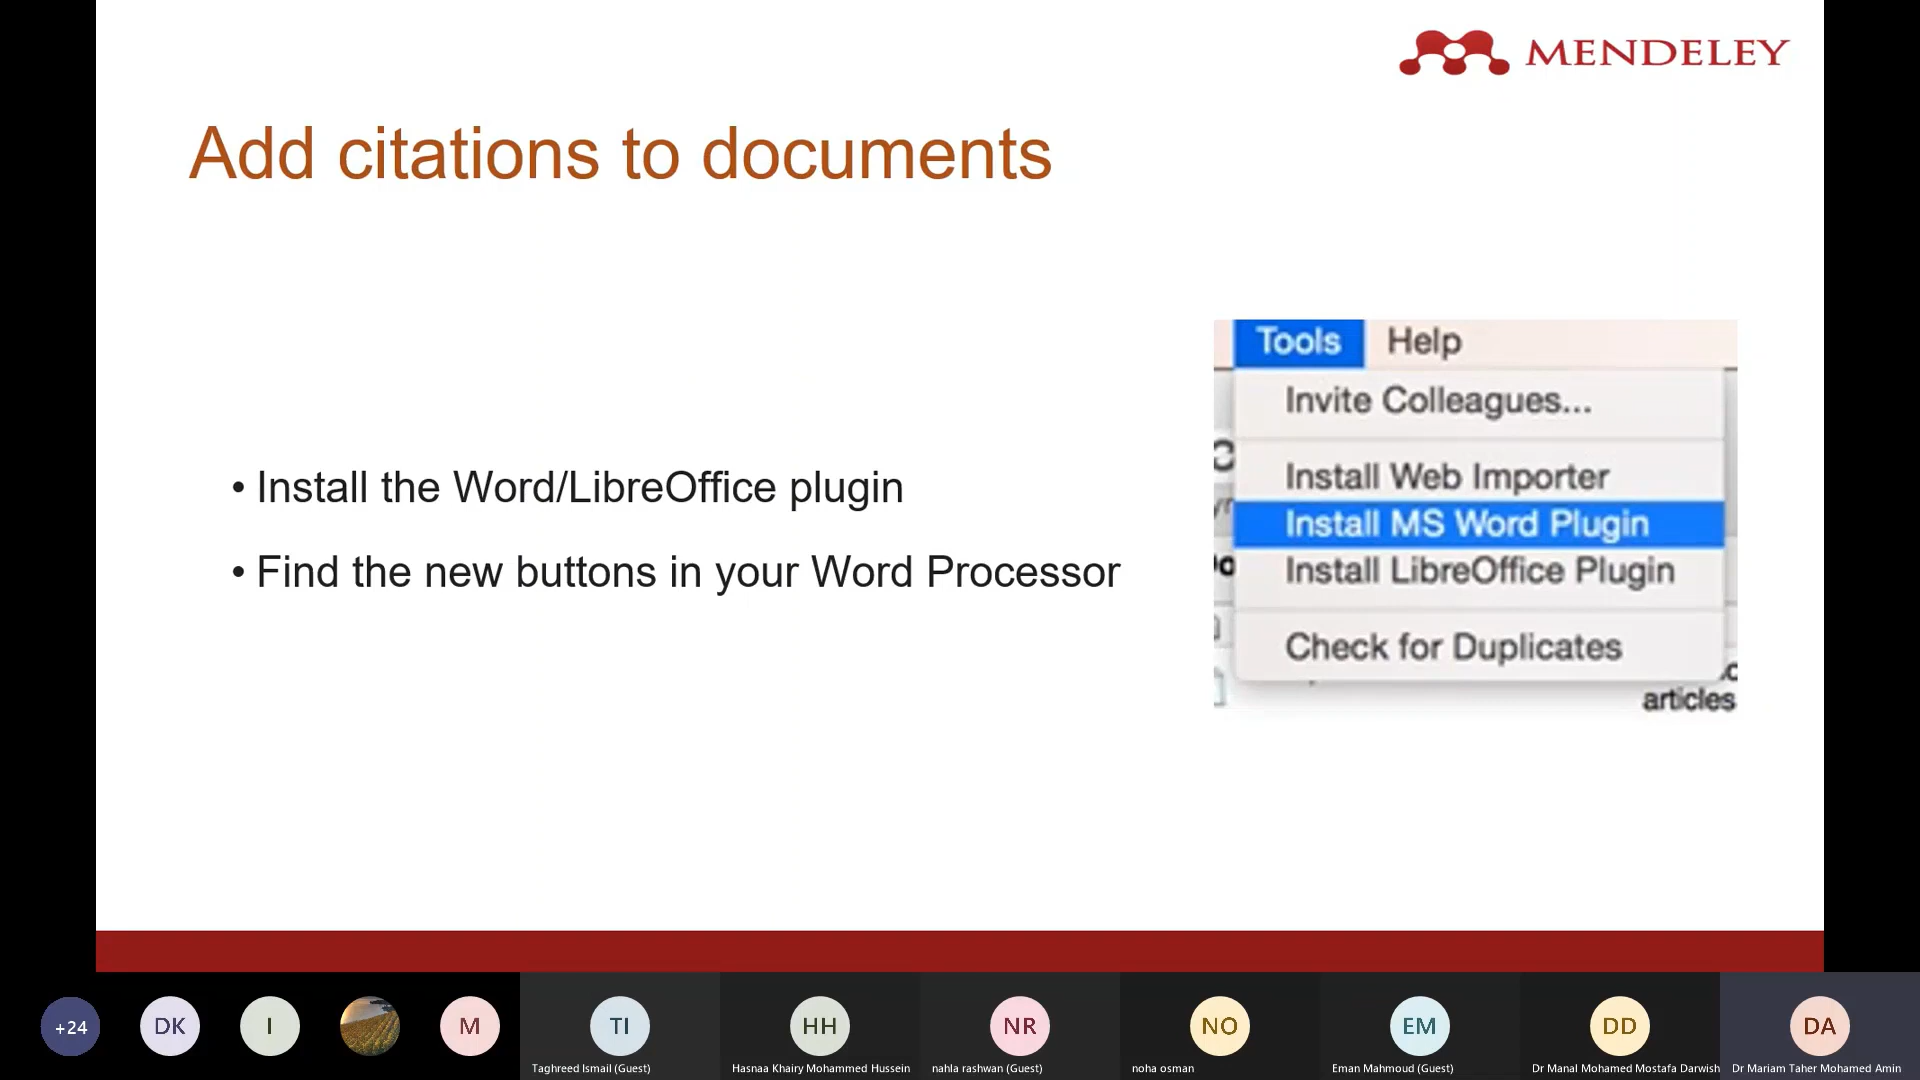 MENDELEY
Add citations to documents
• Install the Word/LibreOffice plugin
• Find the new buttons in your Word Processor
Tools Help
Invite Colleagues...
Install Web Importer
Install MS Word Plugin
Install LibreOffice Plugin
Check for Duplicates
articles
+24
DK
I
M
TI
HH
NR
NO
EM
DD
DA
Taghreed Ismail (Guest)
Hasnaa Khairy Mohammed Hussein
nahla rashwan (Guest)
noha osman
Eman Mahmoud (Guest)
Dr Manal Mohamed Mostafa Darwish
Dr Mariam Taher Mohamed Amin